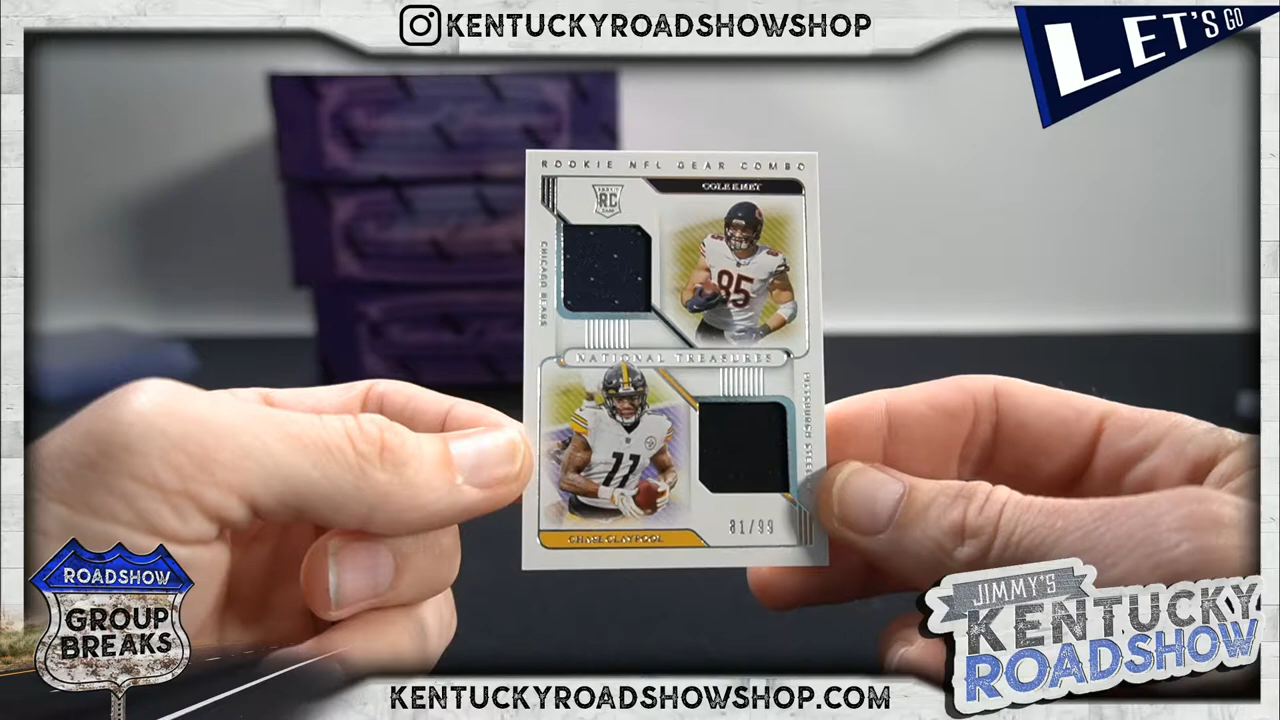 KENTUCKYROADSHOWSHOP
LET'S GO
ROOKIE NFL GEAR COMBO
RC
COLE KMET
CHICAGO BEARS
85
NATIONAL TREASURES
11
PITTSBURGH STEELERS
81/99
CHASE CLAYPOOL
ROADSHOW
GROUP
BREAKS
JIMMY'S
KENTUCKY
ROADSHOW
KENTUCKYROADSHOWSHOP.COM